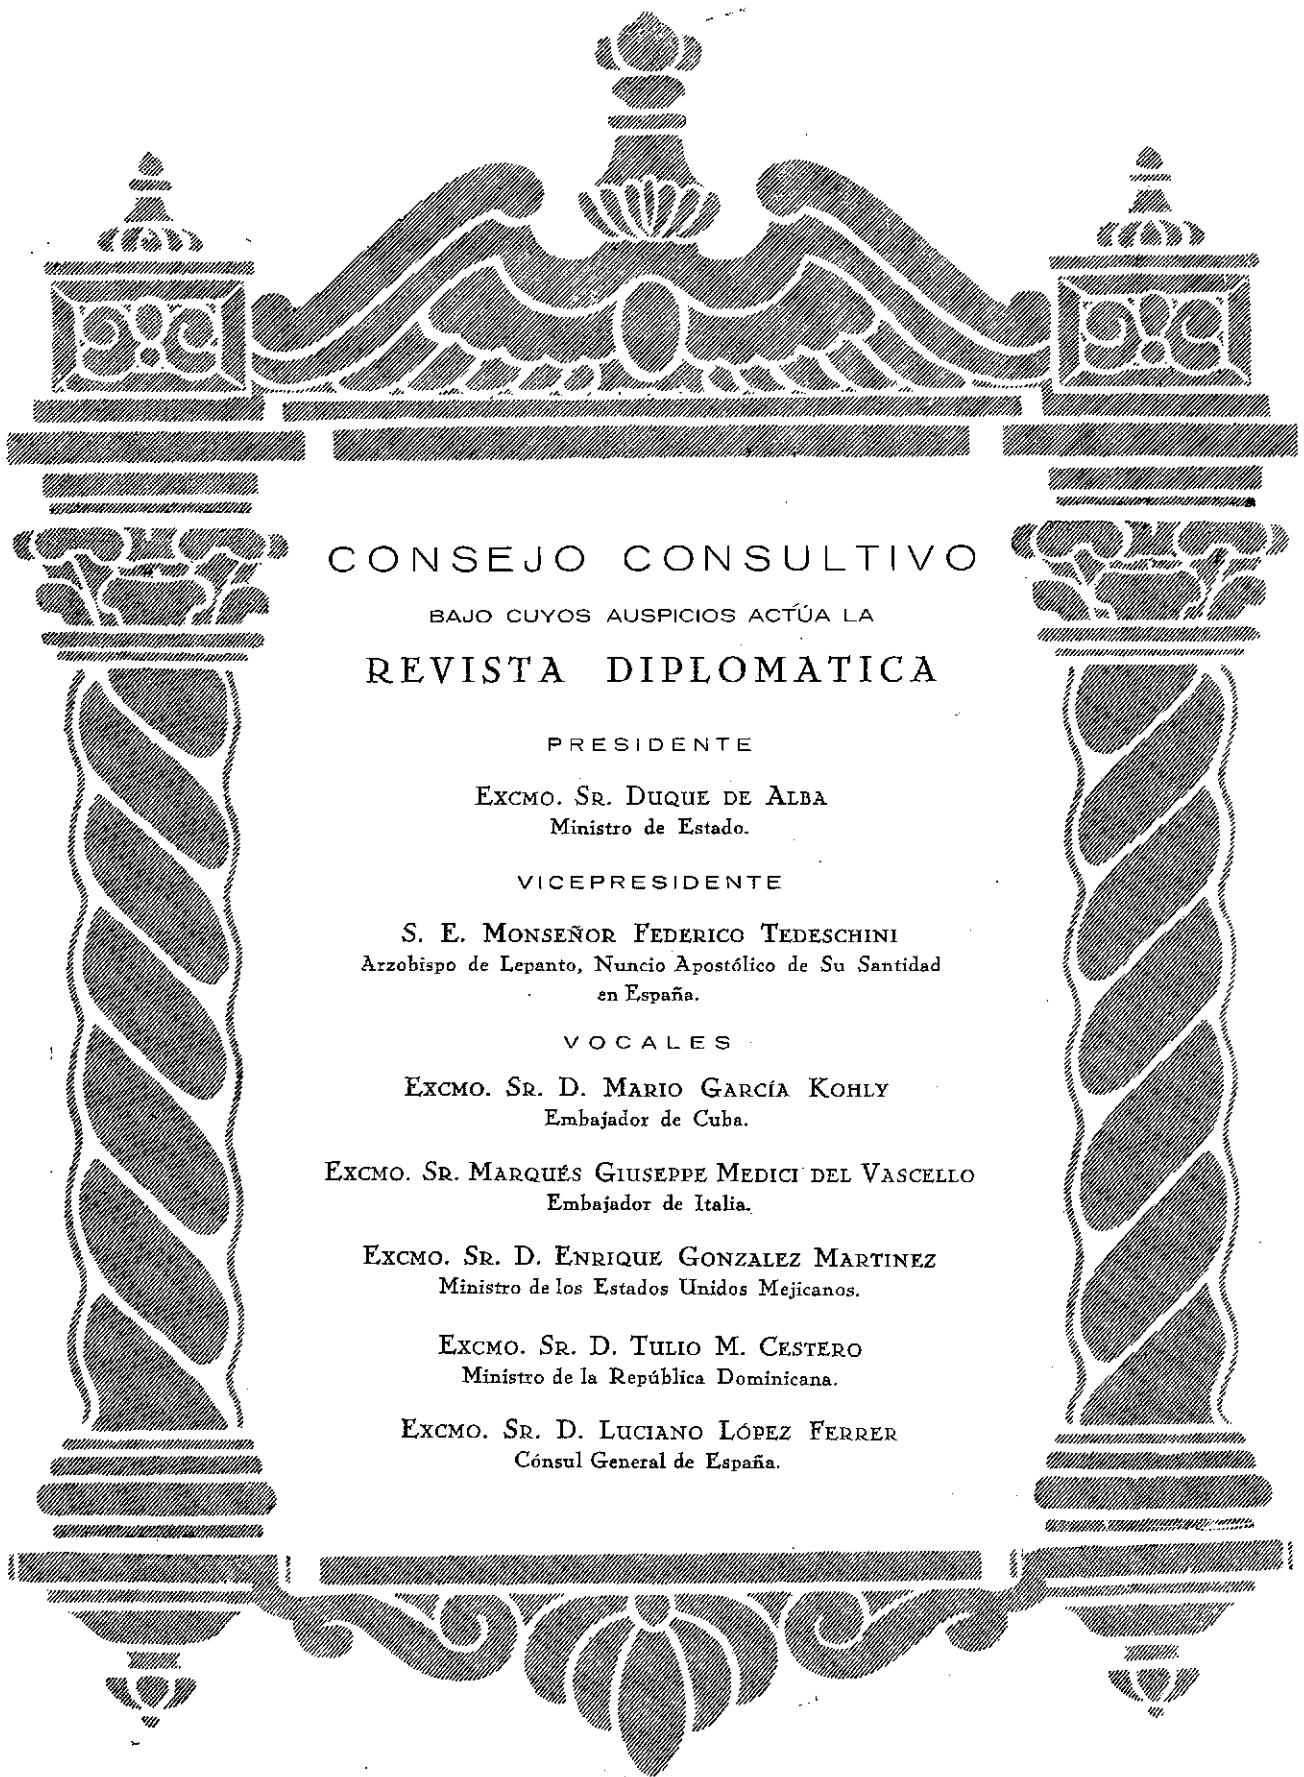 CONSEJO CONSULTIVO
BAJO CUYOS AUSPICIOS ACTÚA LA
REVISTA DIPLOMATICA
PRESIDENTE
EXCMO. SR. DUQUE DE ALBA
Ministro de Estado.
VICEPRESIDENTE
S. E. MONSEÑOR FEDERICO TEDESCHINI
Arzobispo de Lepanto, Nuncio Apostólico de Su Santidad
en España.
VOCALES
EXCMO. SR. D. MARIO GARCÍA KOHLY
Embajador de Cuba.
EXCMO. SR. MARQUÉS GIUSEPPE MEDICI DEL VASCELLO
Embajador de Italia.
EXCMO. SR. D. ENRIQUE GONZALEZ MARTINEZ
Ministro de los Estados Unidos Mejicanos.
EXCMO. SR. D. TULIO M. CESTERO
Ministro de la República Dominicana.
EXCMO. SR. D. LUCIANO LÓPEZ FERRER
Cónsul General de España.